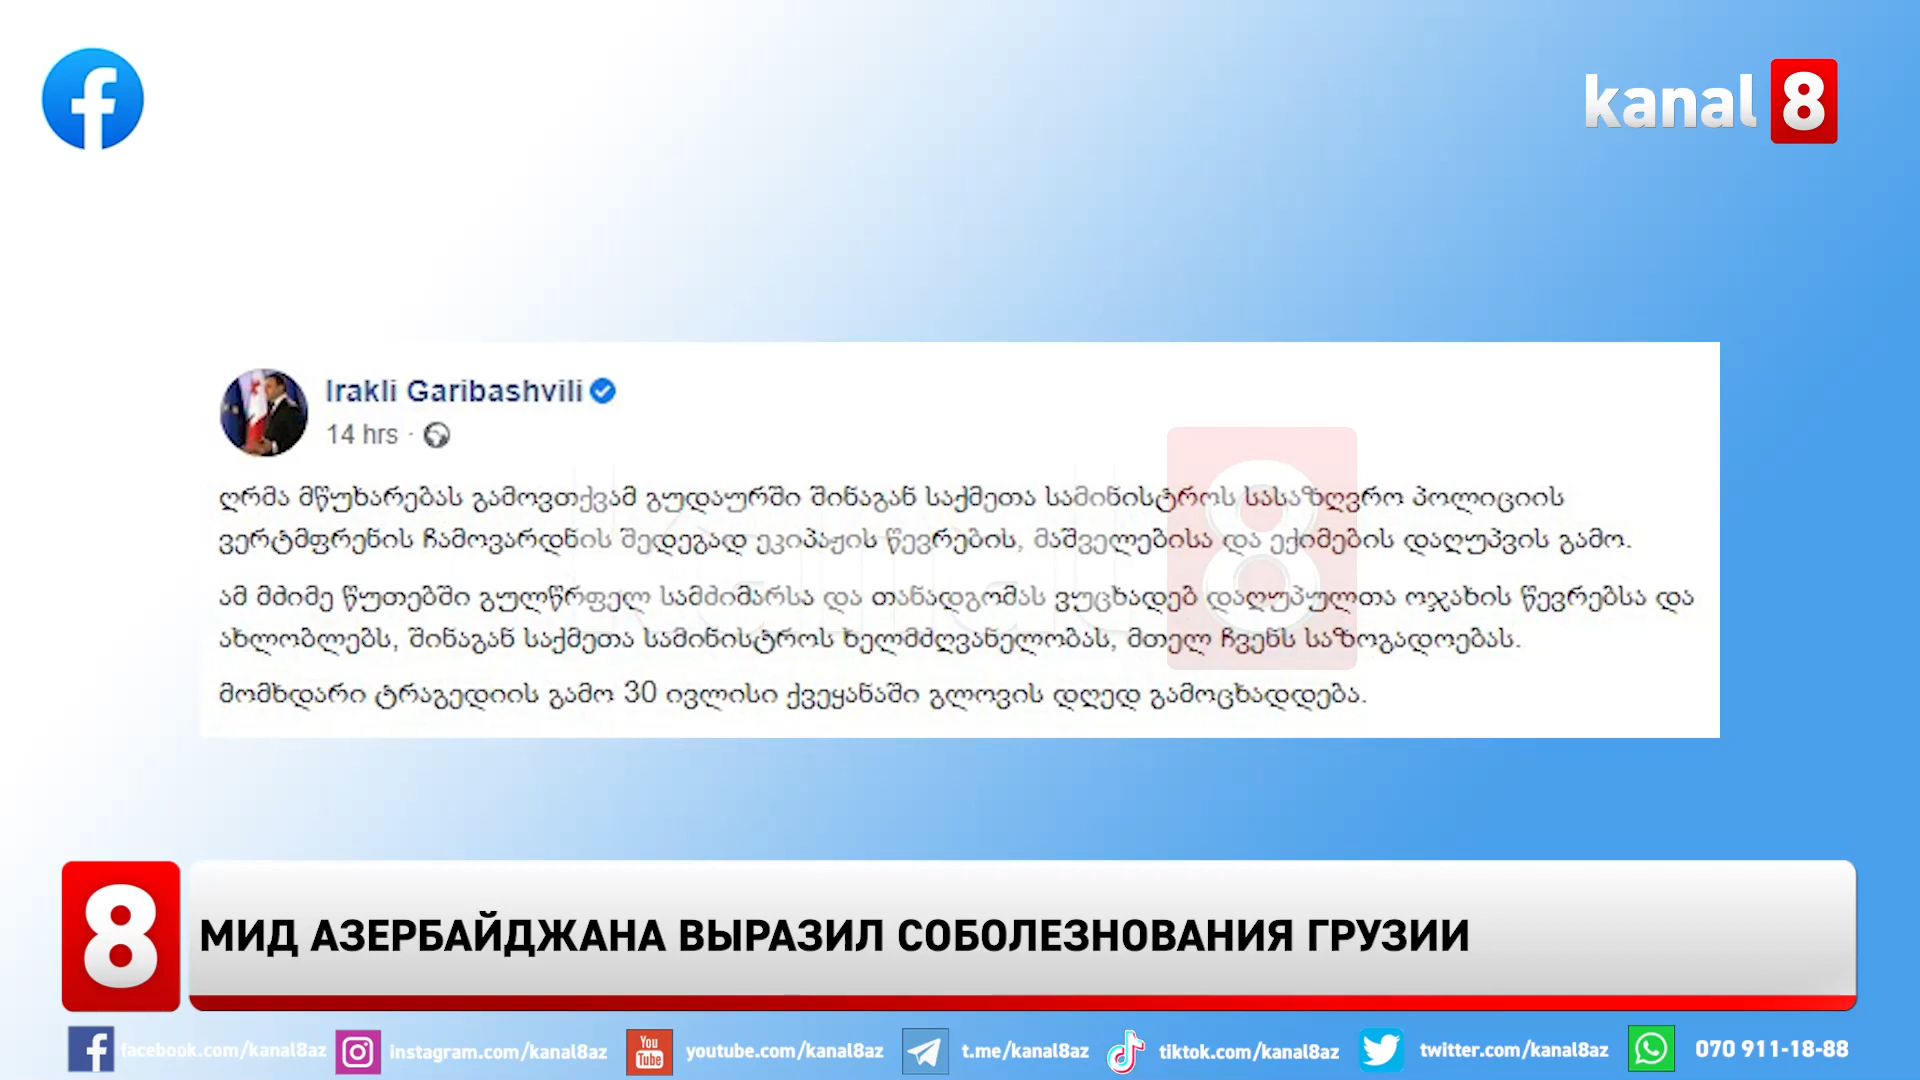 kanal 8
Irakli Garibashvili
14 hrs ·
ღრმა მწუხარებას გამოვთქვამ გუდაურში შინაგან საქმეთა სამინისტროს სასაზღვრო პოლიციის
ვერტმფრენის ჩამოვარდნის შედეგად ეკიპაჟის წევრების, მაშველებისა და ექიმების დაღუპვის გამო.
ამ მძიმე წუთებში გულწრფელ სამძიმარსა და თანადგომას ვუცხადებ დაღუპულთა ოჯახის წევრებსა და
ახლობლებს, შინაგან საქმეთა სამინისტროს ხელმძღვანელობას, მთელ ჩვენს საზოგადოებას.
მომხდარი ტრაგედიის გამო 30 ივლისი ქვეყანაში გლოვის დღედ გამოცხადდება.
kanal 8
8 МИД АЗЕРБАЙДЖАНА ВЫРАЗИЛ СОБОЛЕЗНОВАНИЯ ГРУЗИИ
facebook.com/kanal8az instagram.com/kanal8az You Tube youtube.com/kanal8az t.me/kanal8az tiktok.com/kanal8az twitter.com/kanal8az 070 911-18-88